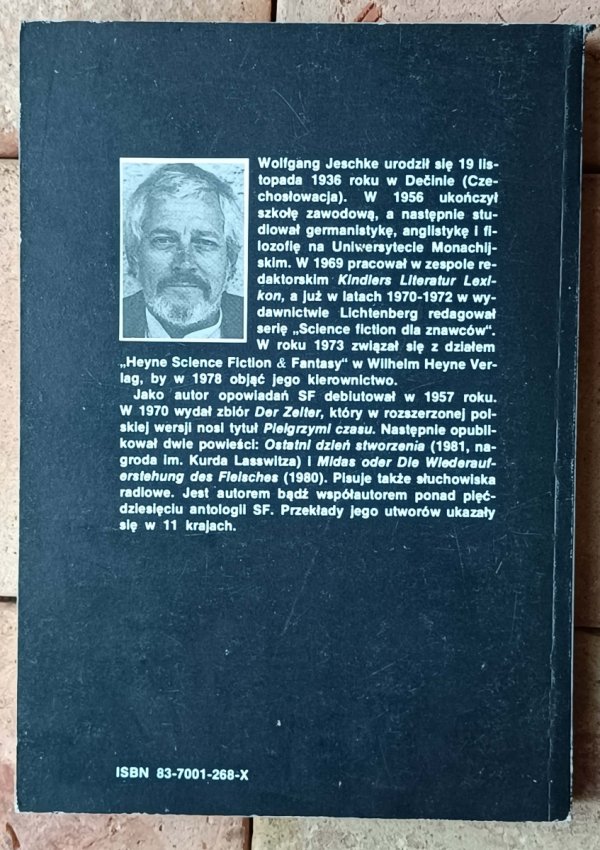 Wolfgang Jeschke urodził się 19 lis-
topada 1936 roku w Dečinie (Cze-
chosłowacja). W 1956 ukończył
szkołę zawodową, a następnie stu-
diował germanistykę, anglistykę i fi-
lozofię na Uniwersytecie Monachij-
skim. W 1969 pracował w zespole re-
daktorskim Kindlers Literatur Lexi-
kon, a już w latach 1970-1972 w wy-
dawnictwie Lichtenberg redagował
serię „Science fiction dla znawców“.
W roku 1973 związał się z działem
„Heyne Science Fiction & Fantasy“ w Wilhelm Heyne Ver-
lag, by w 1978 objąć jego kierownictwo.
Jako autor opowiadań SF debiutował w 1957 roku.
W 1970 wydał zbiór Der Zeiter, który w rozszerzonej pol-
skiej wersji nosi tytuł Pielgrzymi czasu. Następnie opubli-
kował dwie powieści: Ostatni dzień stworzenia (1981, na-
groda im. Kurda Lasswitza) i Midas oder Die Wiederauf-
erstehung des Fleisches (1980). Pisuje także słuchowiska
radiowe. Jest autorem bądź współautorem ponad pięć-
dziesięciu antologii SF. Przekłady jego utworów ukazały
się w 11 krajach.
ISBN 83-7001-268-X